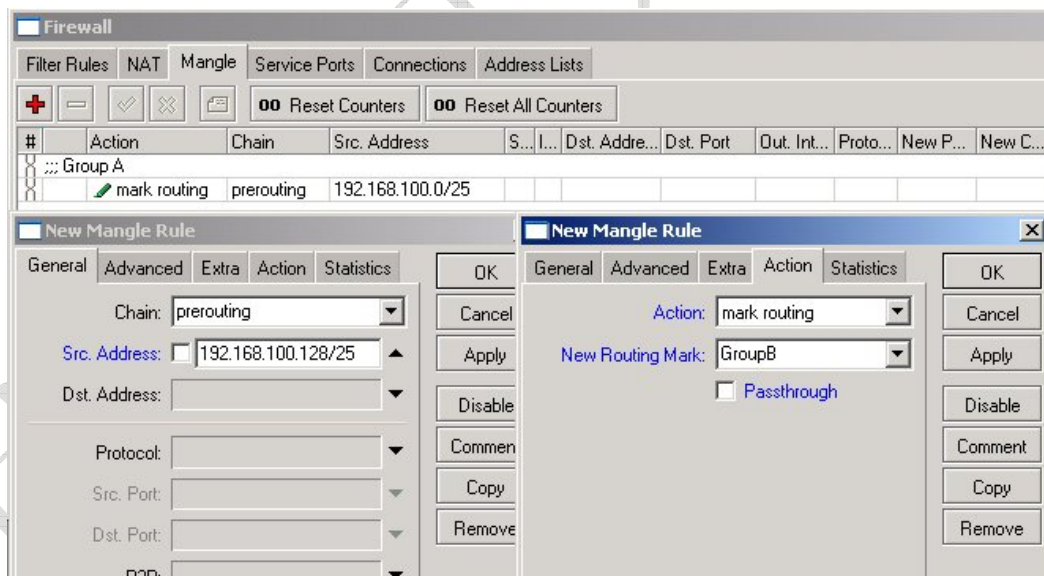 Firewall
Filter Rules NAT Mangle Service Ports Connections Address Lists
00 Reset Counters 00 Reset All Counters
# Action Chain Src. Address S... I... Dst. Addre... Dst. Port Out. Int... Proto... New P... New C...
;;; Group A
mark routing prerouting 192.168.100.0/25
New Mangle Rule
General Advanced Extra Action Statistics
Chain: prerouting
Src. Address: 192.168.100.128/25
Dst. Address:
Protocol:
Src. Port:
Dst. Port:
P2P:
OK
Cancel
Apply
Disable
Commen
Copy
Remove
New Mangle Rule
General Advanced Extra Action Statistics
Action: mark routing
New Routing Mark: GroupB
Passthrough
OK
Cancel
Apply
Disable
Comment
Copy
Remove